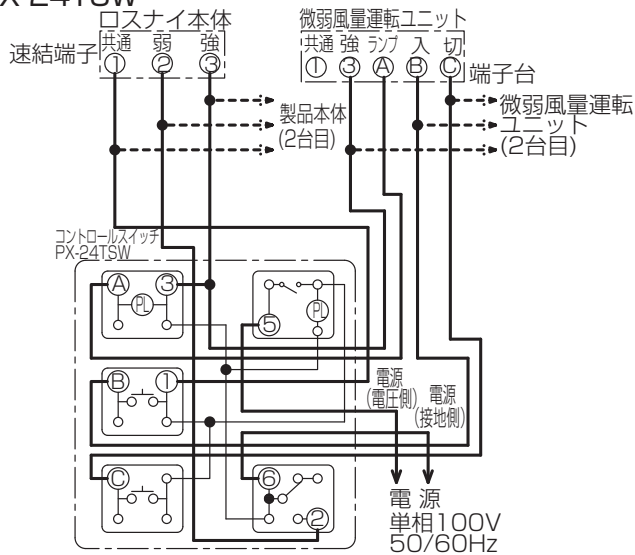 PX-24TSW
ロスナイ本体
速結端子
共通 弱 強
① ② ③
微弱風量運転ユニット
共通 強 ランプ 入 切
① ③ Ⓐ Ⓑ Ⓒ
端子台
製品本体
(2台目)
微弱風量運転
ユニット
(2台目)
コントロールスイッチ
PX-24TSW
Ⓐ ③
PL
⑤
PL
Ⓑ ①
Ⓒ
⑥
②
電源
(電圧側)
電源
(接地側)
電 源
単相100V
50/60Hz